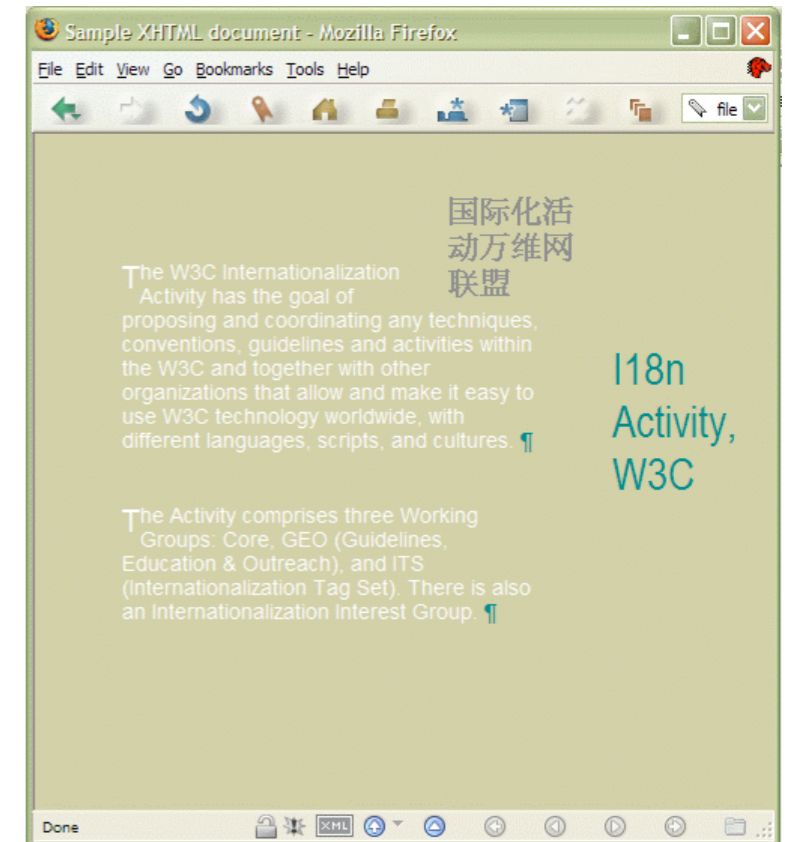 Sample XHTML document - Mozilla Firefox
File Edit View Go Bookmarks Tools Help
file
国际化活
动万维网
联盟
The W3C Internationalization
Activity has the goal of
proposing and coordinating any techniques,
conventions, guidelines and activities within
the W3C and together with other
organizations that allow and make it easy to
use W3C technology worldwide, with
different languages, scripts, and cultures. ¶
I18n
Activity,
W3C
The Activity comprises three Working
Groups: Core, GEO (Guidelines,
Education & Outreach), and ITS
(Internationalization Tag Set). There is also
an Internationalization Interest Group. ¶
Done
XML